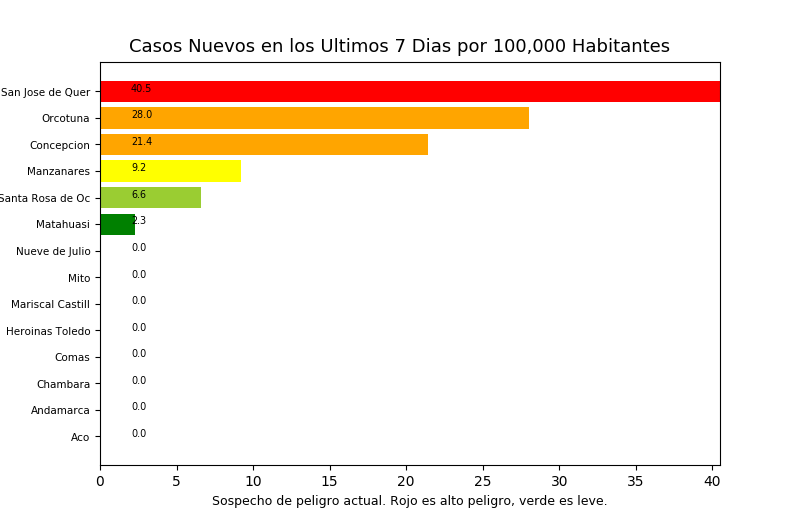 Casos Nuevos en los Ultimos 7 Dias por 100,000 Habitantes
San Jose de Quer 40.5
Orcotuna 28.0
Concepcion 21.4
Manzanares 9.2
Santa Rosa de Oc 6.6
Matahuasi 2.3
Nueve de Julio 0.0
Mito 0.0
Mariscal Castill 0.0
Heroinas Toledo 0.0
Comas 0.0
Chambara 0.0
Andamarca 0.0
Aco 0.0
0 5 10 15 20 25 30 35 40
Sospecho de peligro actual. Rojo es alto peligro, verde es leve.